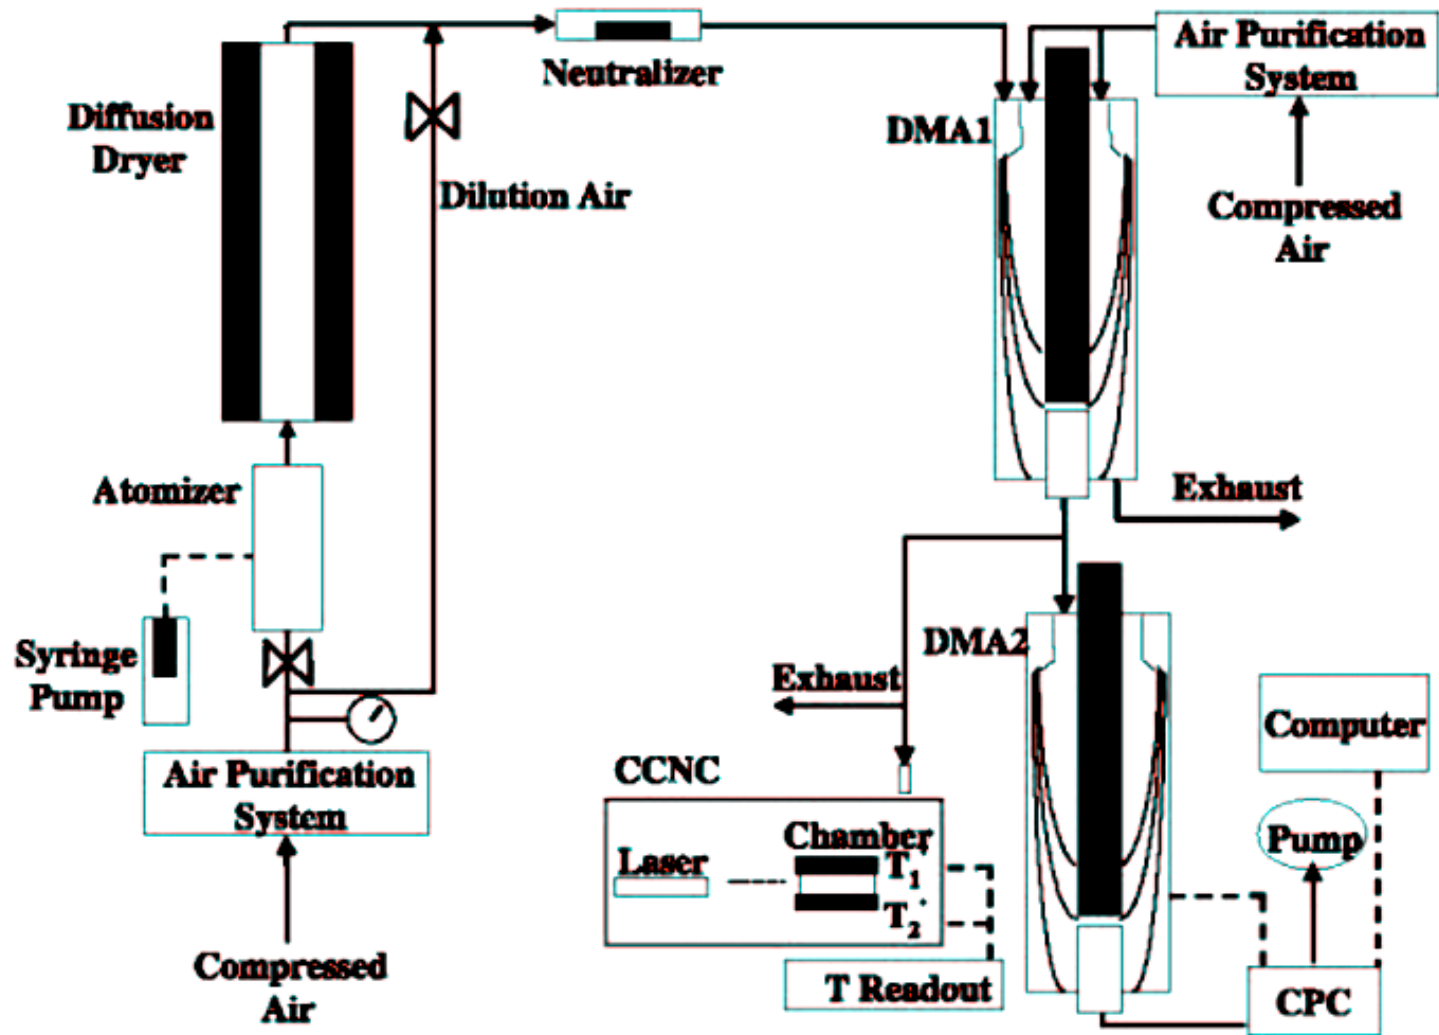 Neutralizer
Air Purification
System
Diffusion
Dryer
DMA1
Dilution Air
Compressed
Air
Atomizer
Exhaust
Syringe
Pump
DMA2
Exhaust
Computer
Air Purification
System
CCNC
Chamber
Laser
T₁
T₂
Pump
Compressed
Air
T Readout
CPC